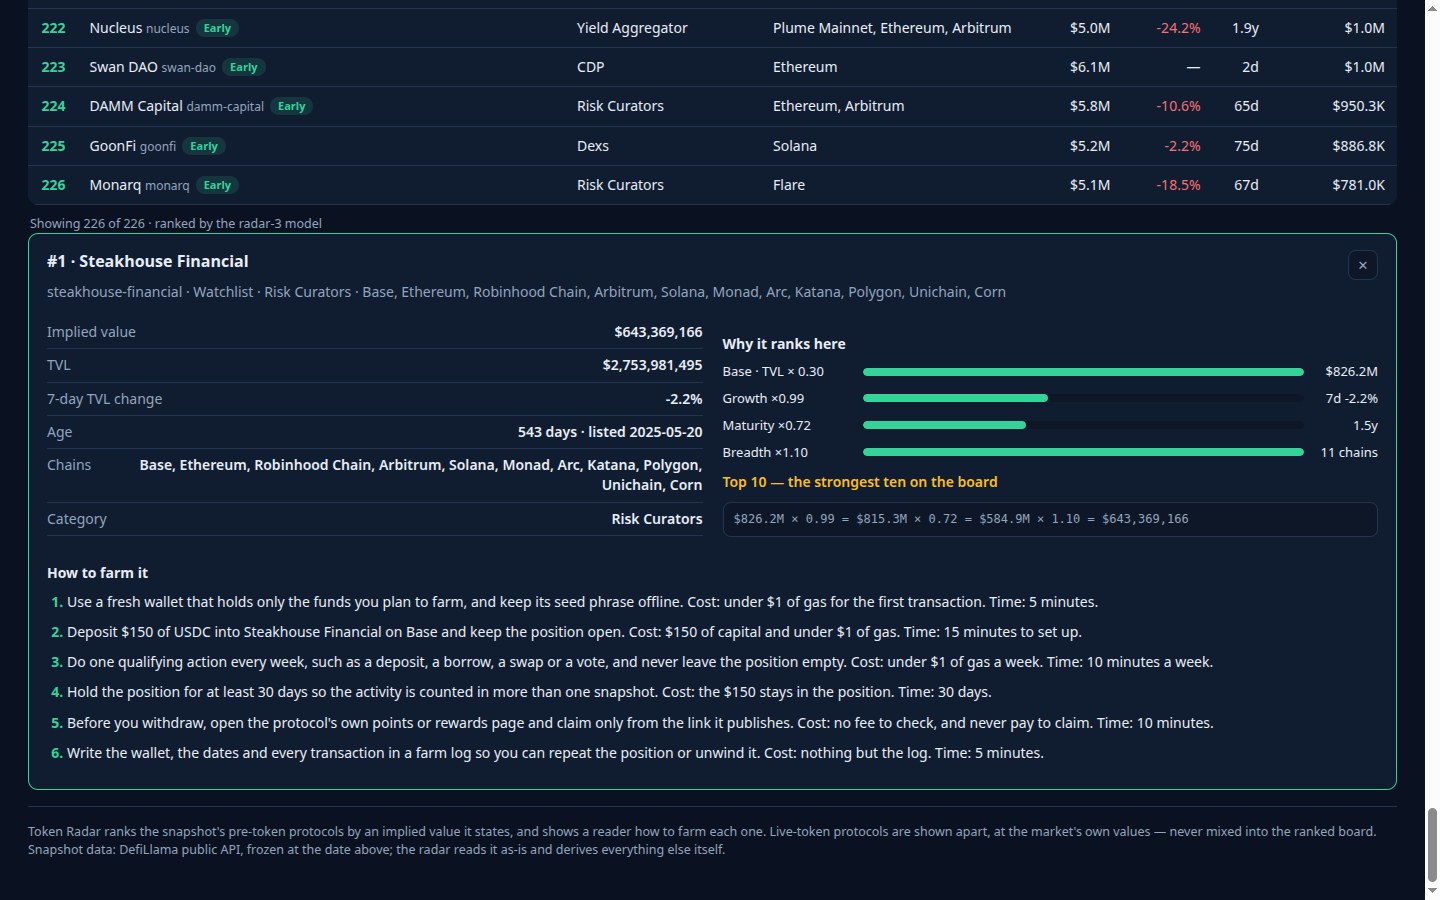 222 Nucleus nucleus Early Yield Aggregator Plume Mainnet, Ethereum, Arbitrum $5.0M -24.2% 1.9y $1.0M
223 Swan DAO swan-dao Early CDP Ethereum $6.1M — 2d $1.0M
224 DAMM Capital damm-capital Early Risk Curators Ethereum, Arbitrum $5.8M -10.6% 65d $950.3K
225 GoonFi goonfi Early Dexs Solana $5.2M -2.2% 75d $886.8K
226 Monarq monarq Early Risk Curators Flare $5.1M -18.5% 67d $781.0K
Showing 226 of 226 · ranked by the radar-3 model
#1 · Steakhouse Financial
×
steakhouse-financial · Watchlist · Risk Curators · Base, Ethereum, Robinhood Chain, Arbitrum, Solana, Monad, Arc, Katana, Polygon, Unichain, Corn
Implied value $643,369,166
TVL $2,753,981,495
7-day TVL change -2.2%
Age 543 days · listed 2025-05-20
Chains Base, Ethereum, Robinhood Chain, Arbitrum, Solana, Monad, Arc, Katana, Polygon,
Unichain, Corn
Category Risk Curators
Why it ranks here
Base · TVL × 0.30 $826.2M
Growth ×0.99 7d -2.2%
Maturity ×0.72 1.5y
Breadth ×1.10 11 chains
Top 10 — the strongest ten on the board
$826.2M × 0.99 = $815.3M × 0.72 = $584.9M × 1.10 = $643,369,166
How to farm it
1. Use a fresh wallet that holds only the funds you plan to farm, and keep its seed phrase offline. Cost: under $1 of gas for the first transaction. Time: 5 minutes.
2. Deposit $150 of USDC into Steakhouse Financial on Base and keep the position open. Cost: $150 of capital and under $1 of gas. Time: 15 minutes to set up.
3. Do one qualifying action every week, such as a deposit, a borrow, a swap or a vote, and never leave the position empty. Cost: under $1 of gas a week. Time: 10 minutes a week.
4. Hold the position for at least 30 days so the activity is counted in more than one snapshot. Cost: the $150 stays in the position. Time: 30 days.
5. Before you withdraw, open the protocol's own points or rewards page and claim only from the link it publishes. Cost: no fee to check, and never pay to claim. Time: 10 minutes.
6. Write the wallet, the dates and every transaction in a farm log so you can repeat the position or unwind it. Cost: nothing but the log. Time: 5 minutes.
Token Radar ranks the snapshot's pre-token protocols by an implied value it states, and shows a reader how to farm each one. Live-token protocols are shown apart, at the market's own values — never mixed into the ranked board.
Snapshot data: DefiLlama public API, frozen at the date above; the radar reads it as-is and derives everything else itself.